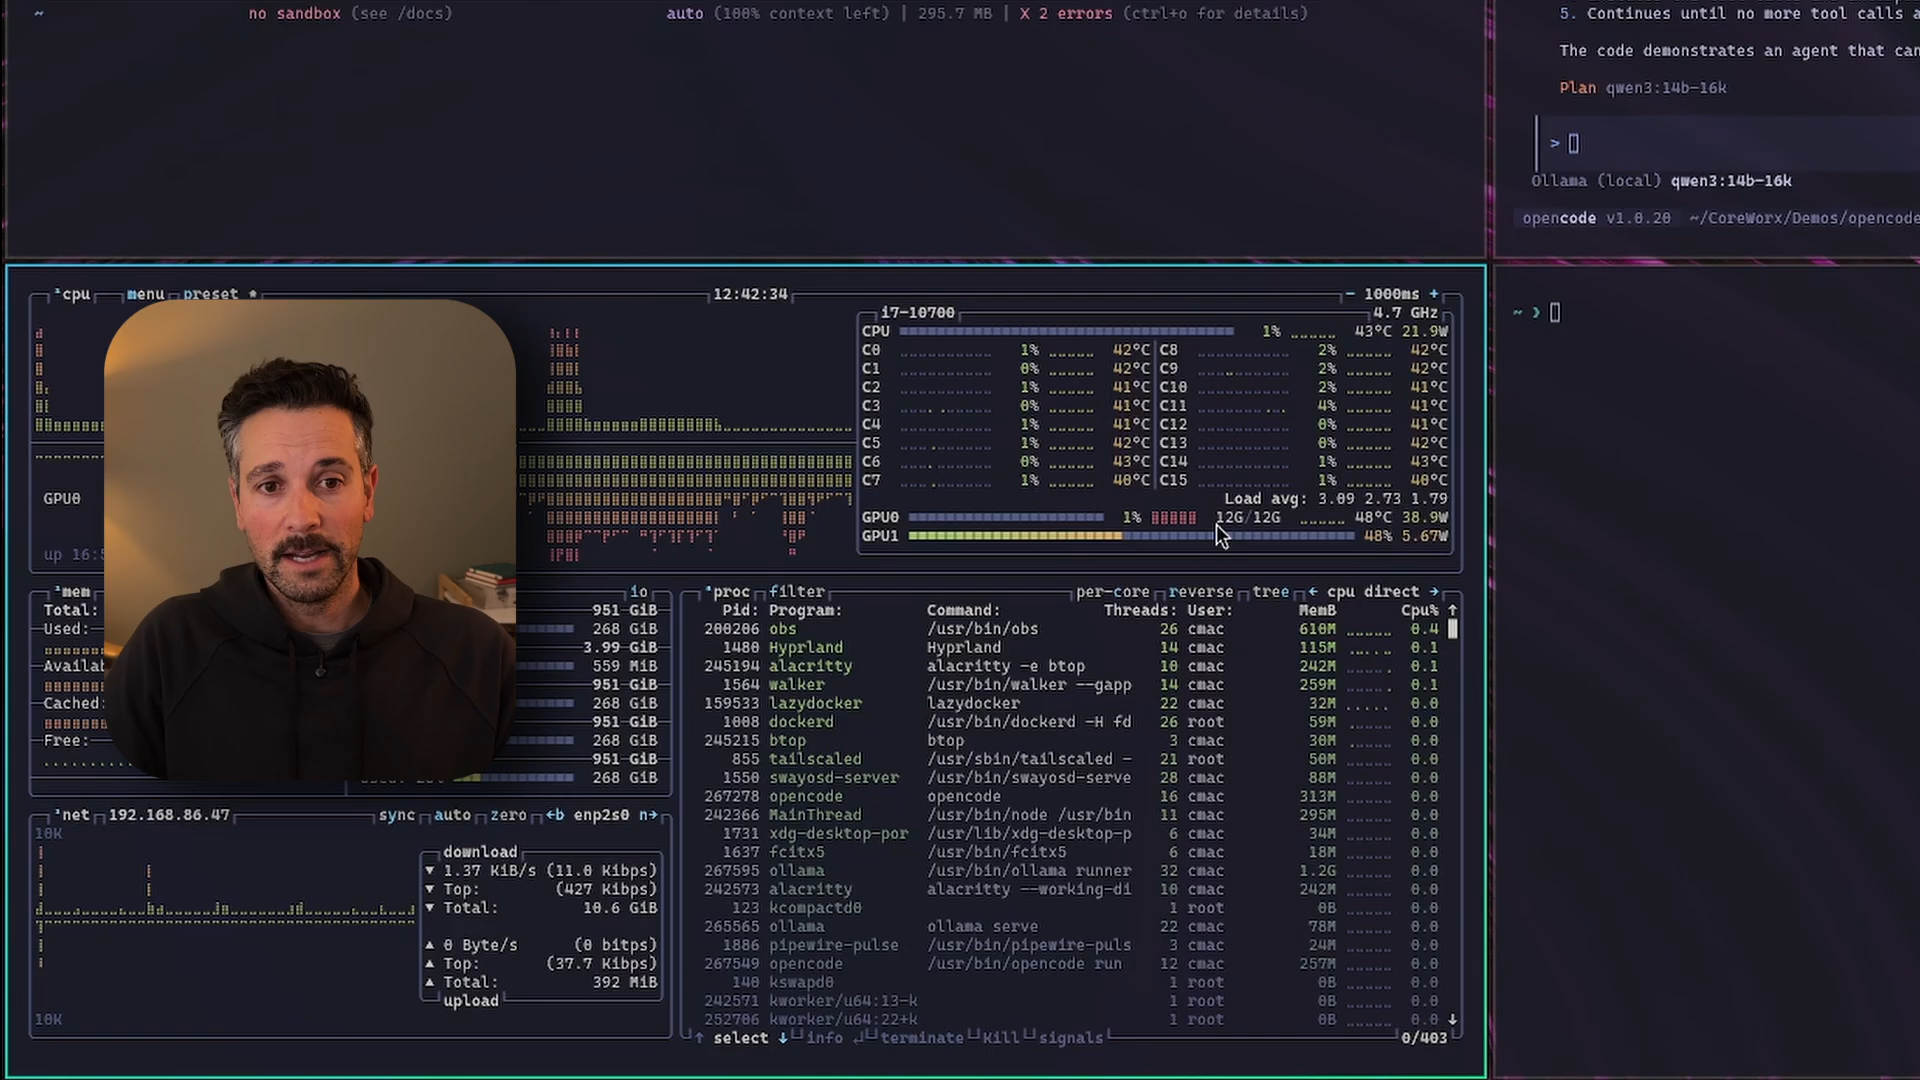 ~ no sandbox (see /docs) auto (100% context left) | 295.7 MB | X 2 errors (ctrl+o for details)
5. Continues until no more tool calls a
The code demonstrates an agent that can
Plan qwen3:14b-16k
> 
Ollama (local) qwen3:14b-16k
opencode v1.0.20 ~/CoreWorx/Demos/opencode
~ ❯
¹cpu menu preset * 12:42:34 - 1000ms +
i7-10700 4.7 GHz
CPU 1% 43°C 21.9W
C0 1% 42°C C8 2% 42°C
C1 0% 42°C C9 2% 42°C
C2 1% 41°C C10 2% 41°C
C3 0% 41°C C11 4% 41°C
C4 1% 41°C C12 0% 41°C
C5 1% 42°C C13 0% 42°C
C6 0% 43°C C14 1% 43°C
C7 1% 40°C C15 1% 40°C
Load avg: 3.09 2.73 1.79
GPU0 1% 12G/12G 48°C 38.9W
GPU1 48% 5.67W
GPU0
up 16:5
²mem io
Total: 951 GiB
Used: 268 GiB
3.99 GiB
Availab 559 MiB
951 GiB
Cached: 268 GiB
951 GiB
Free: 268 GiB
951 GiB
268 GiB
³net 192.168.86.47 sync auto zero ←b enp2s0 n→
10K
download
▼ 1.37 KiB/s (11.0 Kibps)
▼ Top: (427 Kibps)
▼ Total: 10.6 GiB
▲ 0 Byte/s (0 bitps)
▲ Top: (37.7 Kibps)
▲ Total: 392 MiB
upload
10K
⁴proc filter per-core reverse tree ← cpu direct →
Pid: Program: Command: Threads: User: MemB Cpu% ↑
200206 obs /usr/bin/obs 26 cmac 610M 0.4
1480 Hyprland Hyprland 14 cmac 115M 0.1
245194 alacritty alacritty -e btop 10 cmac 242M 0.1
1564 walker /usr/bin/walker --gapp 14 cmac 259M 0.1
159533 lazydocker lazydocker 22 cmac 32M 0.0
1008 dockerd /usr/bin/dockerd -H fd 26 root 59M 0.0
245215 btop btop 3 cmac 30M 0.0
855 tailscaled /usr/sbin/tailscaled - 21 root 50M 0.0
1550 swayosd-server /usr/bin/swayosd-serve 28 cmac 88M 0.0
267278 opencode opencode 16 cmac 313M 0.0
242366 MainThread /usr/bin/node /usr/bin 11 cmac 295M 0.0
1731 xdg-desktop-por /usr/lib/xdg-desktop-p 6 cmac 34M 0.0
1637 fcitx5 /usr/bin/fcitx5 6 cmac 18M 0.0
267595 ollama /usr/bin/ollama runner 32 cmac 1.2G 0.0
242573 alacritty alacritty --working-di 10 cmac 242M 0.0
123 kcompactd0 1 root 0B 0.0
265565 ollama ollama serve 22 cmac 78M 0.0
1886 pipewire-pulse /usr/bin/pipewire-puls 3 cmac 24M 0.0
267549 opencode /usr/bin/opencode run 12 cmac 257M 0.0
140 kswapd0 1 root 0B 0.0
242571 kworker/u64:13-k 1 root 0B 0.0
252706 kworker/u64:22+k 1 root 0B 0.0 ↓
↑ select ↓ info ↲ terminate Kill signals 0/403